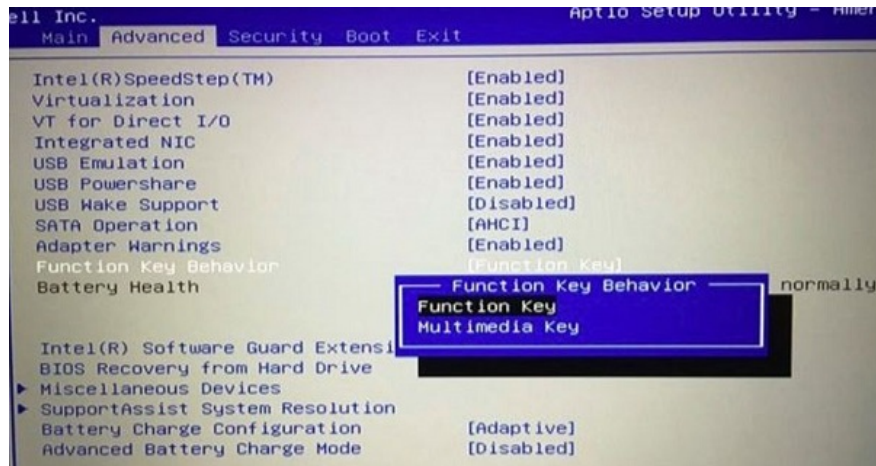 ell Inc.
Aptio Setup Utility -
Main Advanced Security Boot Exit
Intel(R)SpeedStep(TM) [Enabled]
Virtualization [Enabled]
VT for Direct I/O [Enabled]
Integrated NIC [Enabled]
USB Emulation [Enabled]
USB Powershare [Enabled]
USB Wake Support [Disabled]
SATA Operation [AHCI]
Adapter Warnings [Enabled]
Function Key Behavior [Function Key]
Battery Health normally
Function Key Behavior
Function Key
Multimedia Key
Intel(R) Software Guard Extensi
BIOS Recovery from Hard Drive
Miscellaneous Devices
SupportAssist System Resolution
Battery Charge Configuration [Adaptive]
Advanced Battery Charge Mode [Disabled]